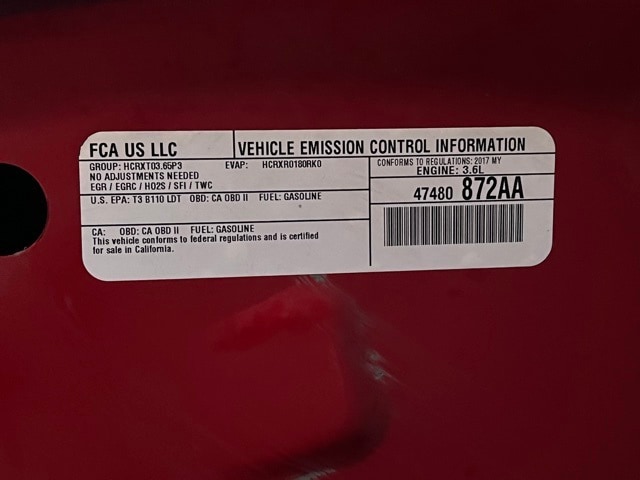 FCA US LLC
VEHICLE EMISSION CONTROL INFORMATION
GROUP: HCRXT03.65P3 EVAP: HCRXR0180RK0
NO ADJUSTMENTS NEEDED
EGR / EGRC / HO2S / SFI / TWC
CONFORMS TO REGULATIONS: 2017 MY
ENGINE: 3.6L
U.S. EPA: T3 B110 LDT OBD: CA OBD II FUEL: GASOLINE
47480 872AA
CA: OBD: CA OBD II FUEL: GASOLINE
This vehicle conforms to federal regulations and is certified
for sale in California.